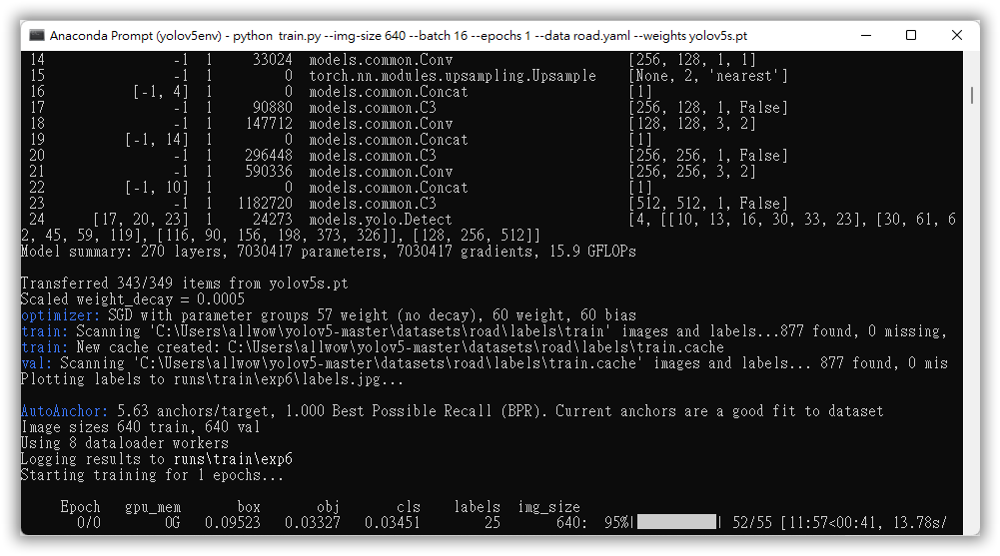 Anaconda Prompt (yolov5env) - python train.py --img-size 640 --batch 16 --epochs 1 --data road.yaml --weights yolov5s.pt
14 -1 1 33024 models.common.Conv [256, 128, 1, 1]
15 -1 1 0 torch.nn.modules.upsampling.Upsample [None, 2, 'nearest']
16 [-1, 4] 1 0 models.common.Concat [1]
17 -1 1 90880 models.common.C3 [256, 128, 1, False]
18 -1 1 147712 models.common.Conv [128, 128, 3, 2]
19 [-1, 14] 1 0 models.common.Concat [1]
20 -1 1 296448 models.common.C3 [256, 256, 1, False]
21 -1 1 590336 models.common.Conv [256, 256, 3, 2]
22 [-1, 10] 1 0 models.common.Concat [1]
23 -1 1 1182720 models.common.C3 [512, 512, 1, False]
24 [17, 20, 23] 1 24273 models.yolo.Detect [4, [[10, 13, 16, 30, 33, 23], [30, 61, 6
2, 45, 59, 119], [116, 90, 156, 198, 373, 326]], [128, 256, 512]]
Model summary: 270 layers, 7030417 parameters, 7030417 gradients, 15.9 GFLOPs
Transferred 343/349 items from yolov5s.pt
Scaled weight_decay = 0.0005
optimizer: SGD with parameter groups 57 weight (no decay), 60 weight, 60 bias
train: Scanning 'C:\Users\allwow\yolov5-master\datasets\road\labels\train' images and labels...877 found, 0 missing,
train: New cache created: C:\Users\allwow\yolov5-master\datasets\road\labels\train.cache
val: Scanning 'C:\Users\allwow\yolov5-master\datasets\road\labels\train.cache' images and labels... 877 found, 0 mis
Plotting labels to runs\train\exp6\labels.jpg...
AutoAnchor: 5.63 anchors/target, 1.000 Best Possible Recall (BPR). Current anchors are a good fit to dataset
Image sizes 640 train, 640 val
Using 8 dataloader workers
Logging results to runs\train\exp6
Starting training for 1 epochs...
Epoch gpu_mem box obj cls labels img_size
0/0 0G 0.09523 0.03327 0.03451 25 640: 95%| | 52/55 [11:57<00:41, 13.78s/